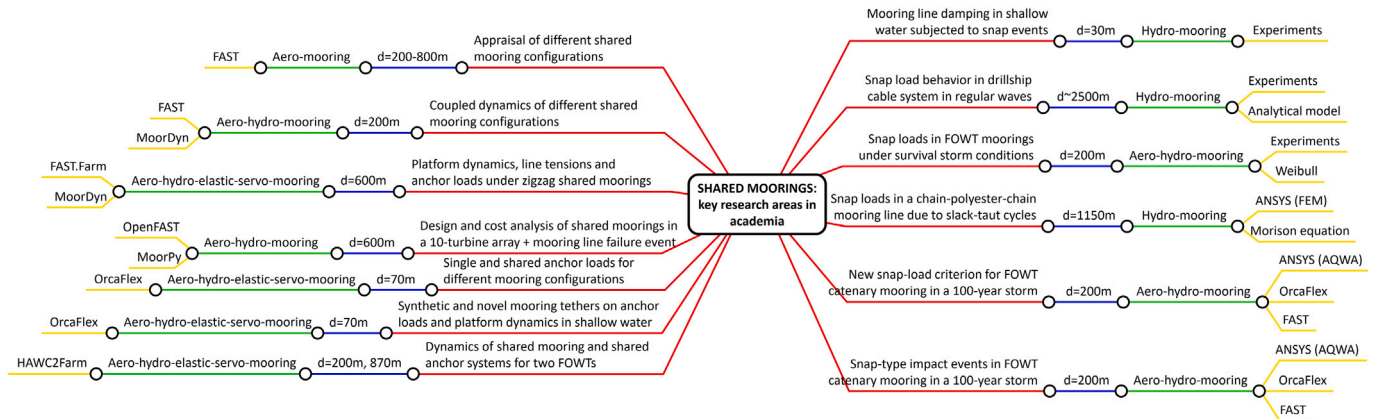 SHARED MOORINGS:
key research areas in
academia
Appraisal of different shared
mooring configurations
d=200-800m
Aero-mooring
FAST
Coupled dynamics of different shared
mooring configurations
d=200m
Aero-hydro-mooring
FAST
MoorDyn
Platform dynamics, line tensions and
anchor loads under zigzag shared moorings
d=600m
Aero-hydro-elastic-servo-mooring
FAST.Farm
MoorDyn
Design and cost analysis of shared moorings in
a 10-turbine array + mooring line failure event
d=600m
Aero-hydro-mooring
OpenFAST
MoorPy
Single and shared anchor loads for
different mooring configurations
d=70m
Aero-hydro-elastic-servo-mooring
OrcaFlex
Synthetic and novel mooring tethers on anchor
loads and platform dynamics in shallow water
d=70m
Aero-hydro-elastic-servo-mooring
OrcaFlex
Dynamics of shared mooring and shared
anchor systems for two FOWTs
d=200m, 870m
Aero-hydro-elastic-servo-mooring
HAWC2Farm
Mooring line damping in shallow
water subjected to snap events
d=30m
Hydro-mooring
Experiments
Snap load behavior in drillship
cable system in regular waves
d~2500m
Hydro-mooring
Experiments
Analytical model
Snap loads in FOWT moorings
under survival storm conditions
d=200m
Aero-hydro-mooring
Experiments
Weibull
Snap loads in a chain-polyester-chain
mooring line due to slack-taut cycles
d=1150m
Hydro-mooring
ANSYS (FEM)
Morison equation
New snap-load criterion for FOWT
catenary mooring in a 100-year storm
d=200m
Aero-hydro-mooring
ANSYS (AQWA)
OrcaFlex
FAST
Snap-type impact events in FOWT
catenary mooring in a 100-year storm
d=200m
Aero-hydro-mooring
ANSYS (AQWA)
OrcaFlex
FAST